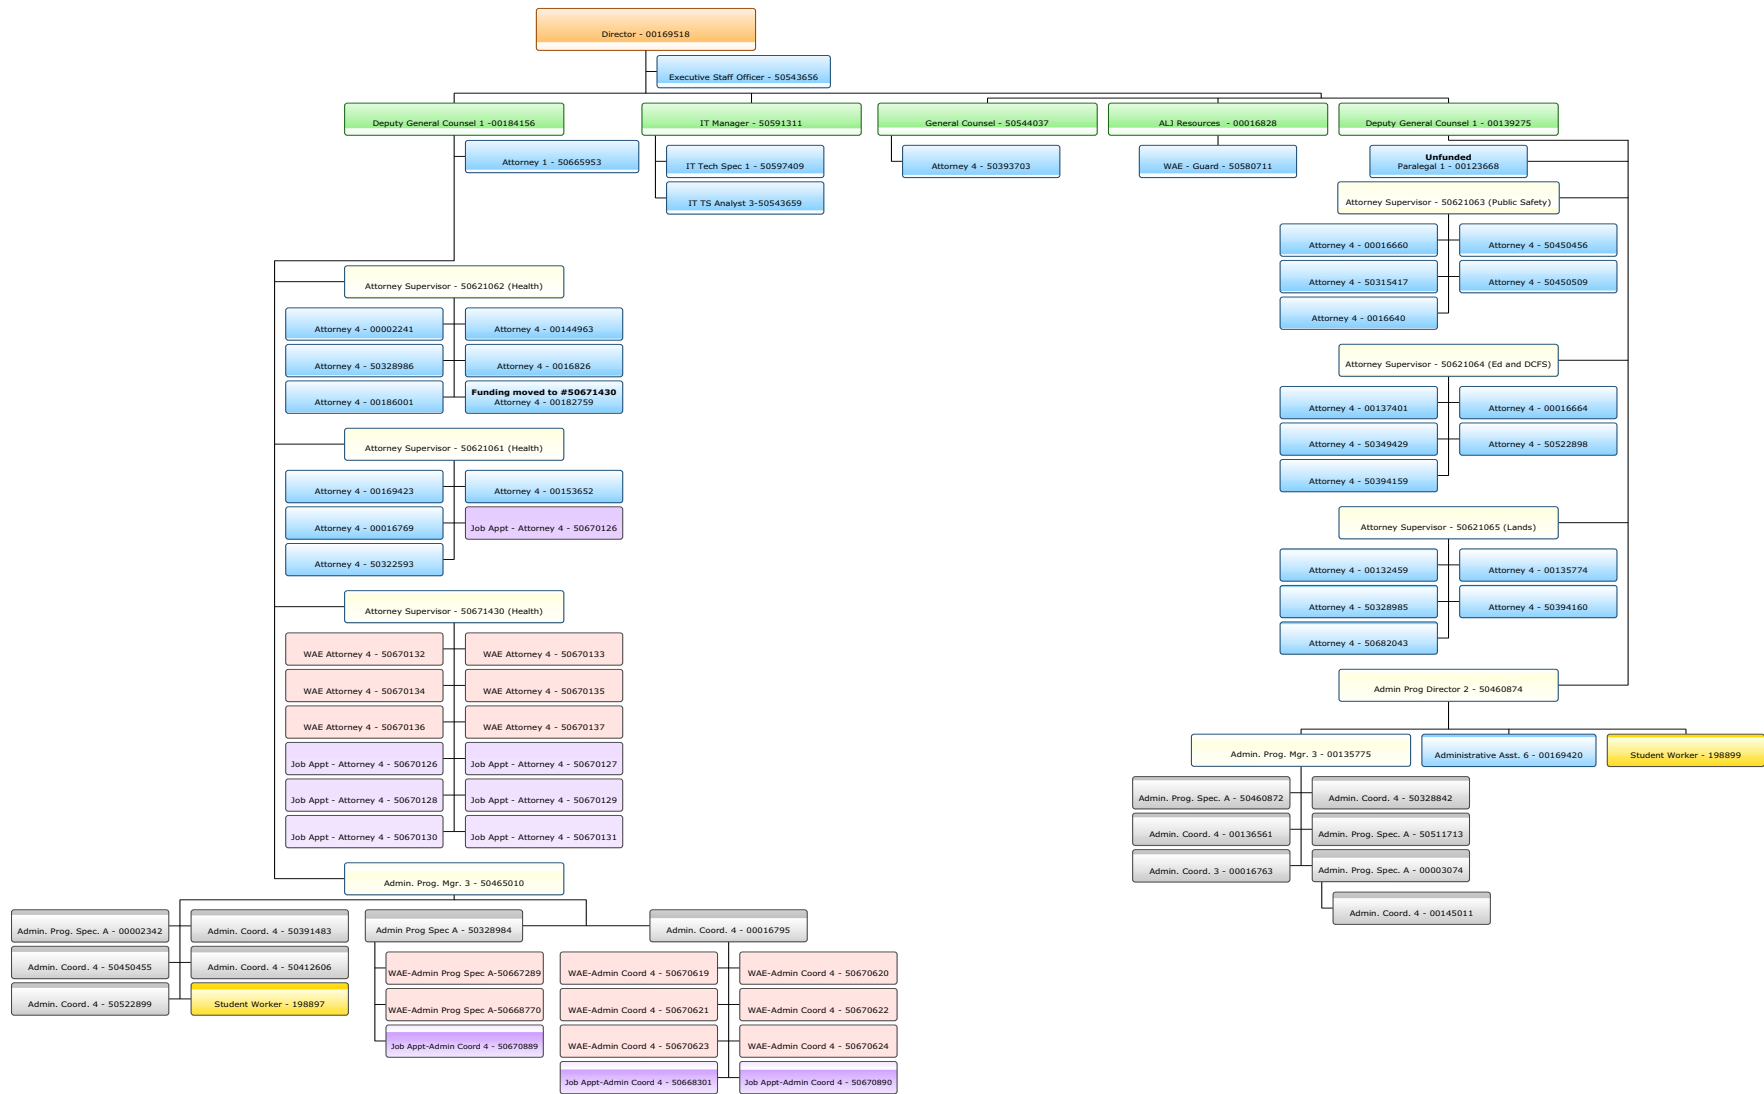 Director - 00169518
Executive Staff Officer - 50543656
Deputy General Counsel 1 -00184156
IT Manager - 50591311
General Counsel - 50544037
ALJ Resources - 00016828
Deputy General Counsel 1 - 00139275
Attorney 1 - 50665953
IT Tech Spec 1 - 50597409
IT TS Analyst 3-50543659
Attorney 4 - 50393703
WAE - Guard - 50580711
Unfunded
Paralegal 1 - 00123668
Attorney Supervisor - 50621063 (Public Safety)
Attorney 4 - 00016660
Attorney 4 - 50450456
Attorney 4 - 50315417
Attorney 4 - 50450509
Attorney 4 - 0016640
Attorney Supervisor - 50621062 (Health)
Attorney 4 - 00002241
Attorney 4 - 00144963
Attorney 4 - 50328986
Attorney 4 - 0016826
Attorney 4 - 00186001
Funding moved to #50671430
Attorney 4 - 00182759
Attorney Supervisor - 50621064 (Ed and DCFS)
Attorney 4 - 00137401
Attorney 4 - 00016664
Attorney 4 - 50349429
Attorney 4 - 50522898
Attorney 4 - 50394159
Attorney Supervisor - 50621061 (Health)
Attorney 4 - 00169423
Attorney 4 - 00153652
Attorney 4 - 00016769
Job Appt - Attorney 4 - 50670126
Attorney 4 - 50322593
Attorney Supervisor - 50621065 (Lands)
Attorney 4 - 00132459
Attorney 4 - 00135774
Attorney 4 - 50328985
Attorney 4 - 50394160
Attorney 4 - 50682043
Attorney Supervisor - 50671430 (Health)
WAE Attorney 4 - 50670132
WAE Attorney 4 - 50670133
WAE Attorney 4 - 50670134
WAE Attorney 4 - 50670135
WAE Attorney 4 - 50670136
WAE Attorney 4 - 50670137
Job Appt - Attorney 4 - 50670126
Job Appt - Attorney 4 - 50670127
Job Appt - Attorney 4 - 50670128
Job Appt - Attorney 4 - 50670129
Job Appt - Attorney 4 - 50670130
Job Appt - Attorney 4 - 50670131
Admin Prog Director 2 - 50460874
Admin. Prog. Mgr. 3 - 00135775
Administrative Asst. 6 - 00169420
Student Worker - 198899
Admin. Prog. Spec. A - 50460872
Admin. Coord. 4 - 50328842
Admin. Coord. 4 - 00136561
Admin. Prog. Spec. A - 50511713
Admin. Coord. 3 - 00016763
Admin. Prog. Spec. A - 00003074
Admin. Coord. 4 - 00145011
Admin. Prog. Mgr. 3 - 50465010
Admin. Prog. Spec. A - 00002342
Admin. Coord. 4 - 50391483
Admin. Coord. 4 - 50450455
Admin. Coord. 4 - 50412606
Admin. Coord. 4 - 50522899
Student Worker - 198897
Admin Prog Spec A - 50328984
WAE-Admin Prog Spec A-50667289
WAE-Admin Prog Spec A-50668770
Job Appt-Admin Coord 4 - 50670889
Admin. Coord. 4 - 00016795
WAE-Admin Coord 4 - 50670619
WAE-Admin Coord 4 - 50670620
WAE-Admin Coord 4 - 50670621
WAE-Admin Coord 4 - 50670622
WAE-Admin Coord 4 - 50670623
WAE-Admin Coord 4 - 50670624
Job Appt-Admin Coord 4 - 50668301
Job Appt-Admin Coord 4 - 50670890